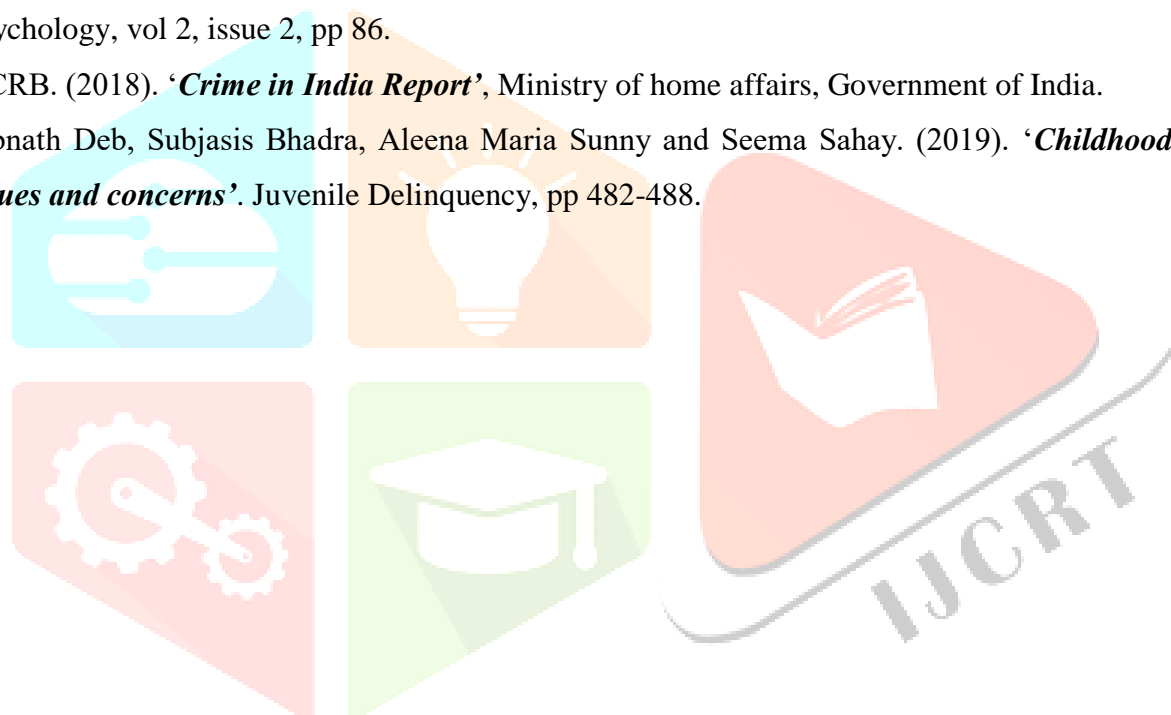 ychology, vol 2, issue 2, pp 86.
CRB. (2018). ‘Crime in India Report’, Ministry of home affairs, Government of India.
nath Deb, Subjasis Bhadra, Aleena Maria Sunny and Seema Sahay. (2019). ‘Childhood
ues and concerns’. Juvenile Delinquency, pp 482-488.
IJCRT